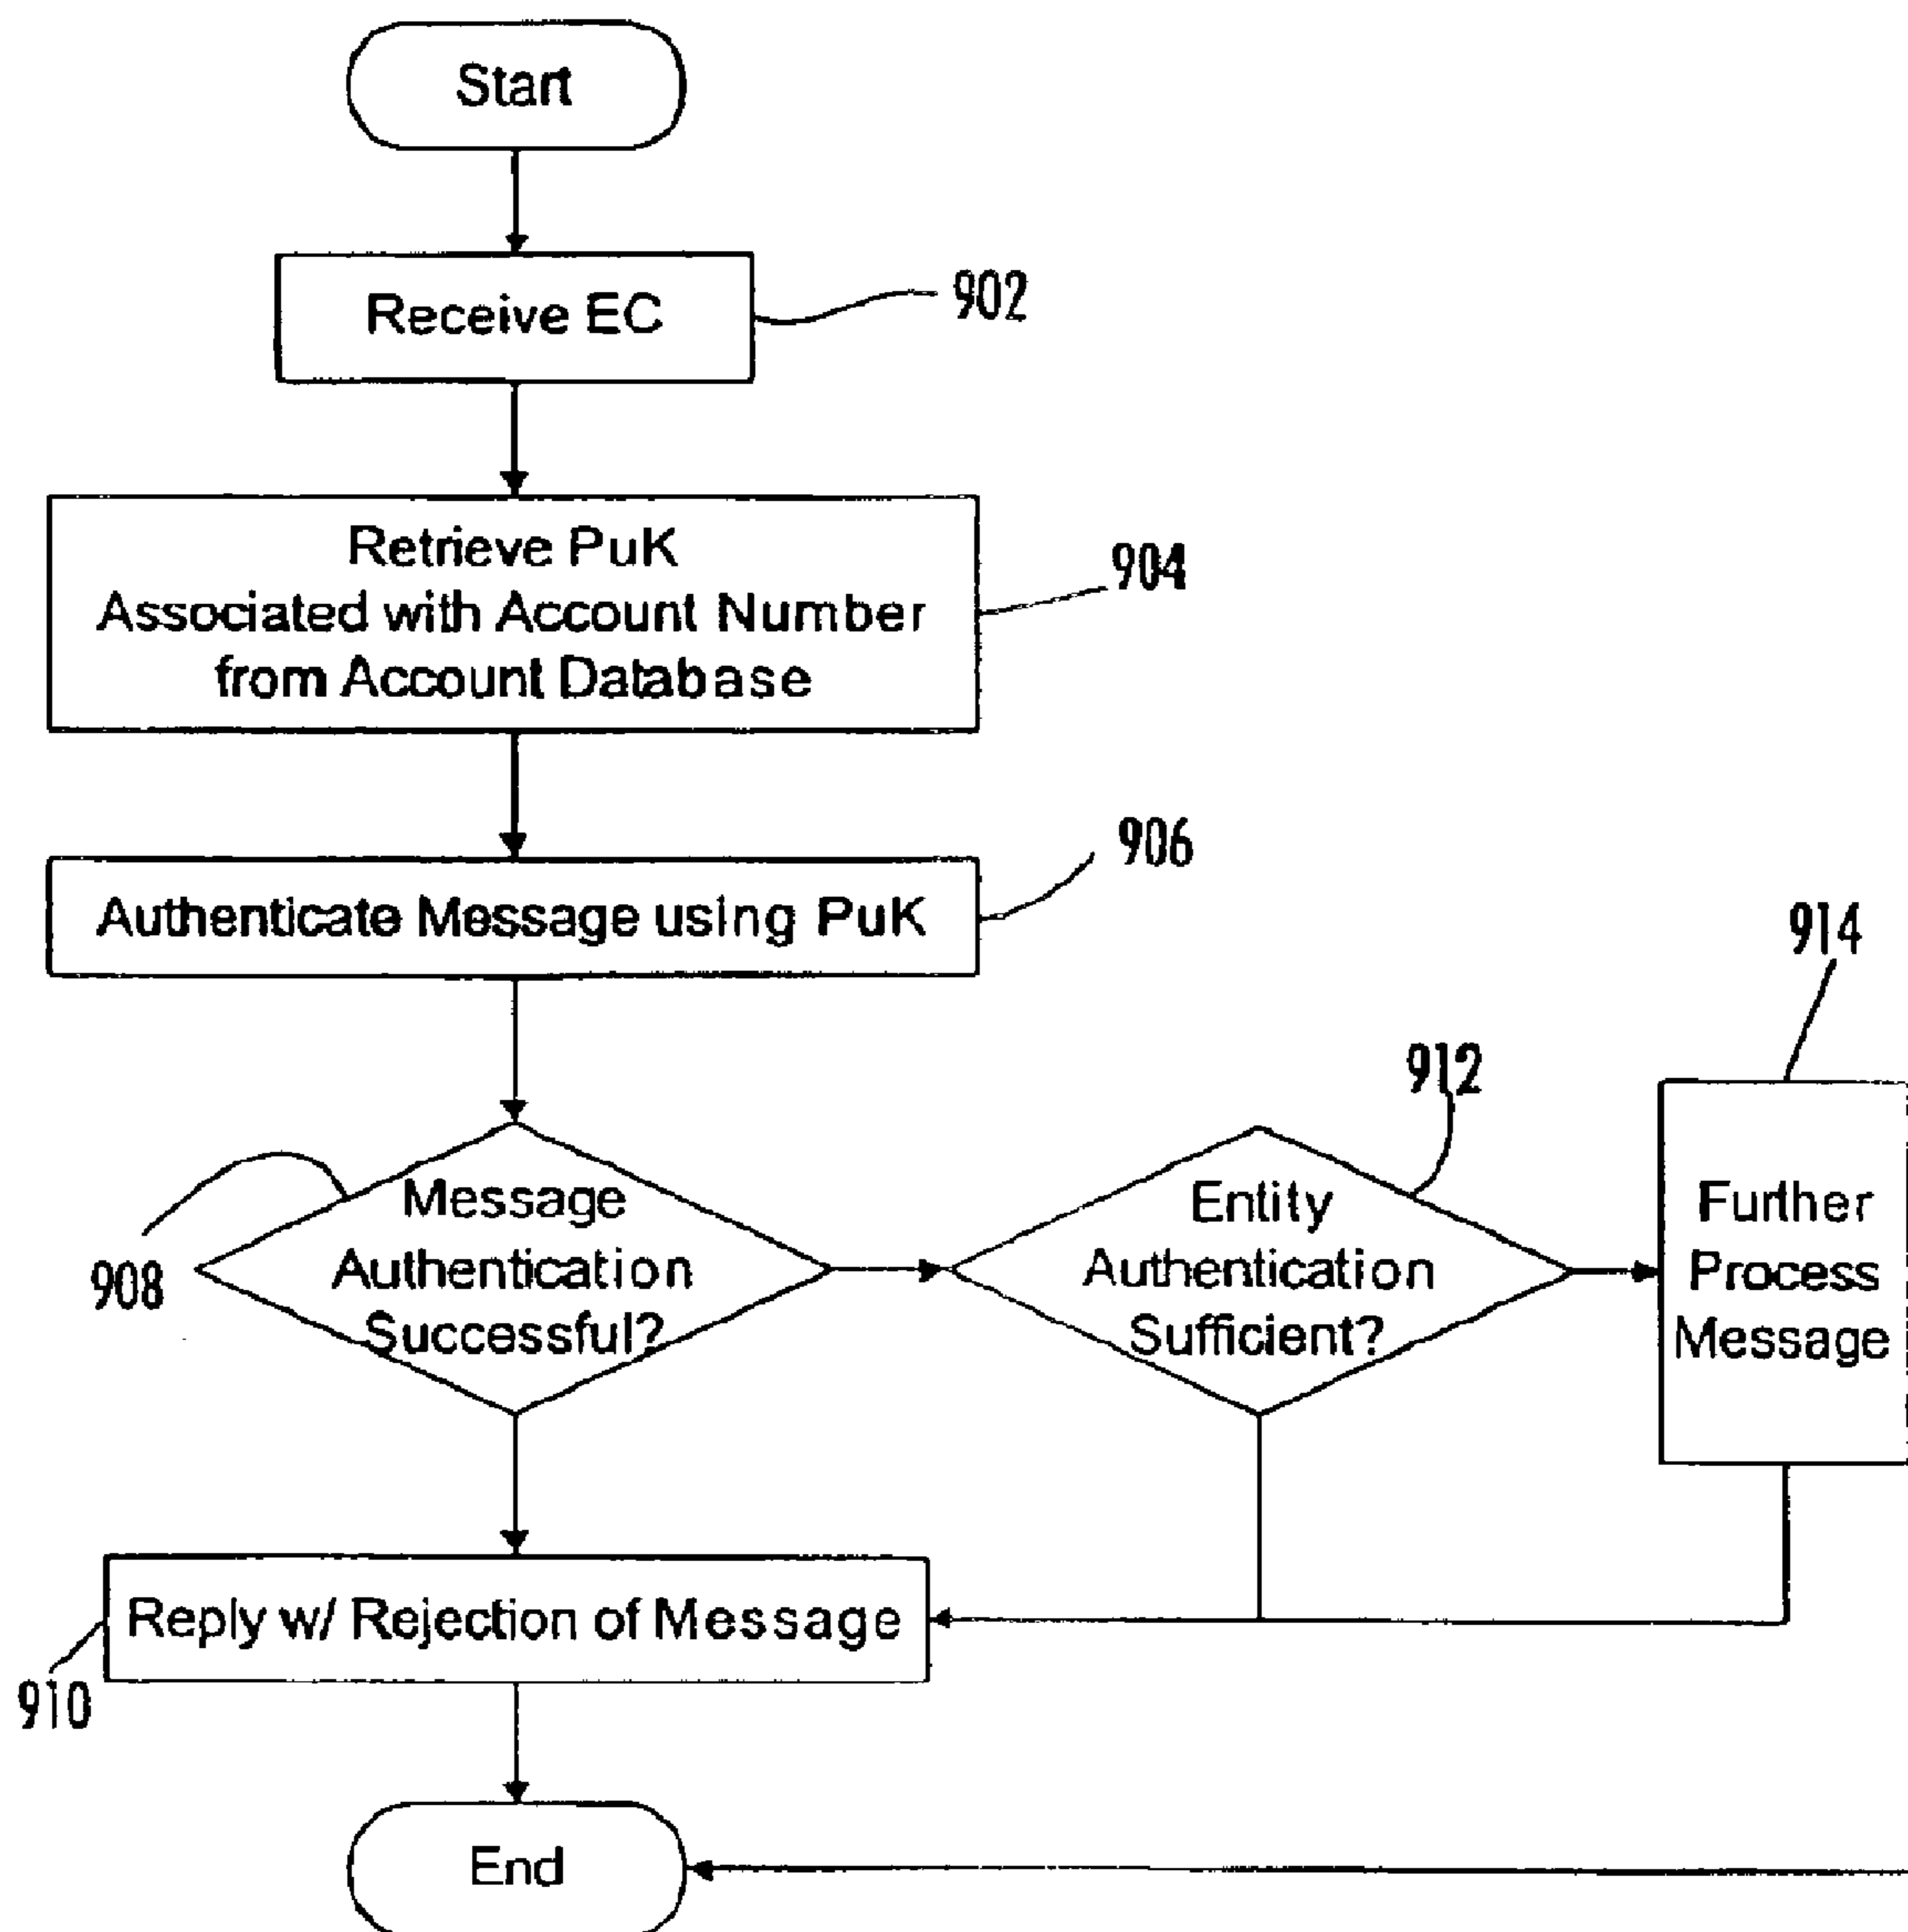 Start
Receive EC
902
Retrieve PuK
Associated with Account Number
from Account Database
904
Authenticate Message using PuK
906
914
912
Message
Authentication
Successful?
908
Entity
Authentication
Sufficient?
Further
Process
Message
Reply w/ Rejection of Message
910
End